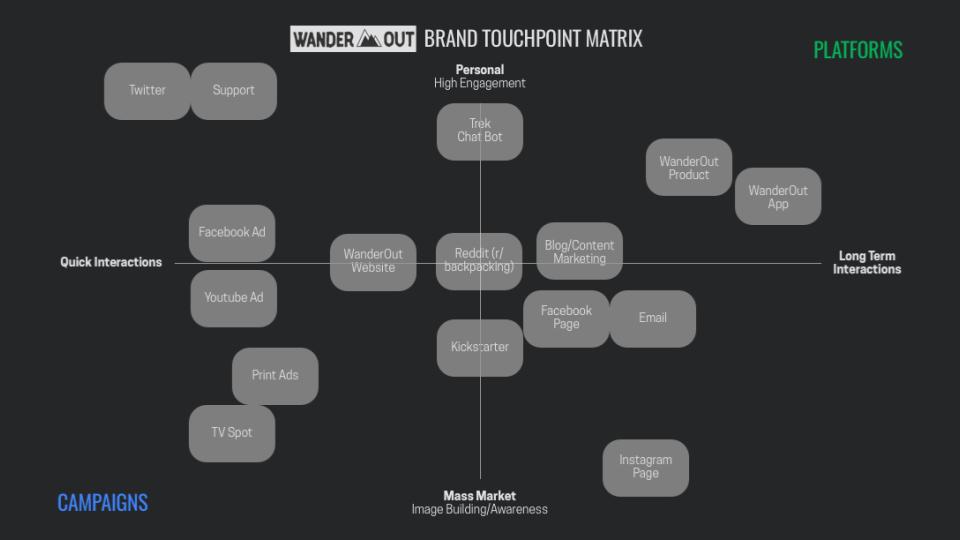 WANDER OUT BRAND TOUCHPOINT MATRIX
PLATFORMS
Personal
High Engagement
Twitter
Support
Trek
Chat Bot
WanderOut
Product
WanderOut
App
Facebook Ad
Quick Interactions
WanderOut
Website
Reddit (r/
backpacking)
Blog/Content
Marketing
Long Term
Interactions
Youtube Ad
Facebook
Page
Email
Kickstarter
Print Ads
TV Spot
Instagram
Page
CAMPAIGNS
Mass Market
Image Building/Awareness